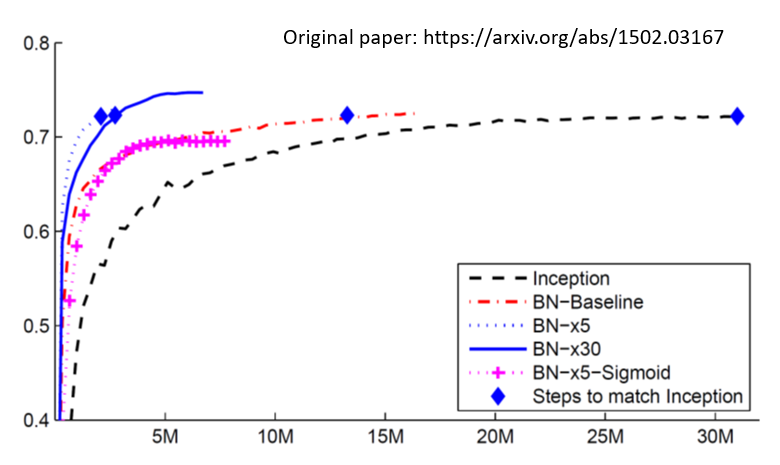 Original paper: https://arxiv.org/abs/1502.03167
0.8
0.7
0.6
0.5
0.4
5M 10M 15M 20M 25M 30M
Inception
BN−Baseline
BN−x5
BN−x30
BN−x5−Sigmoid
Steps to match Inception